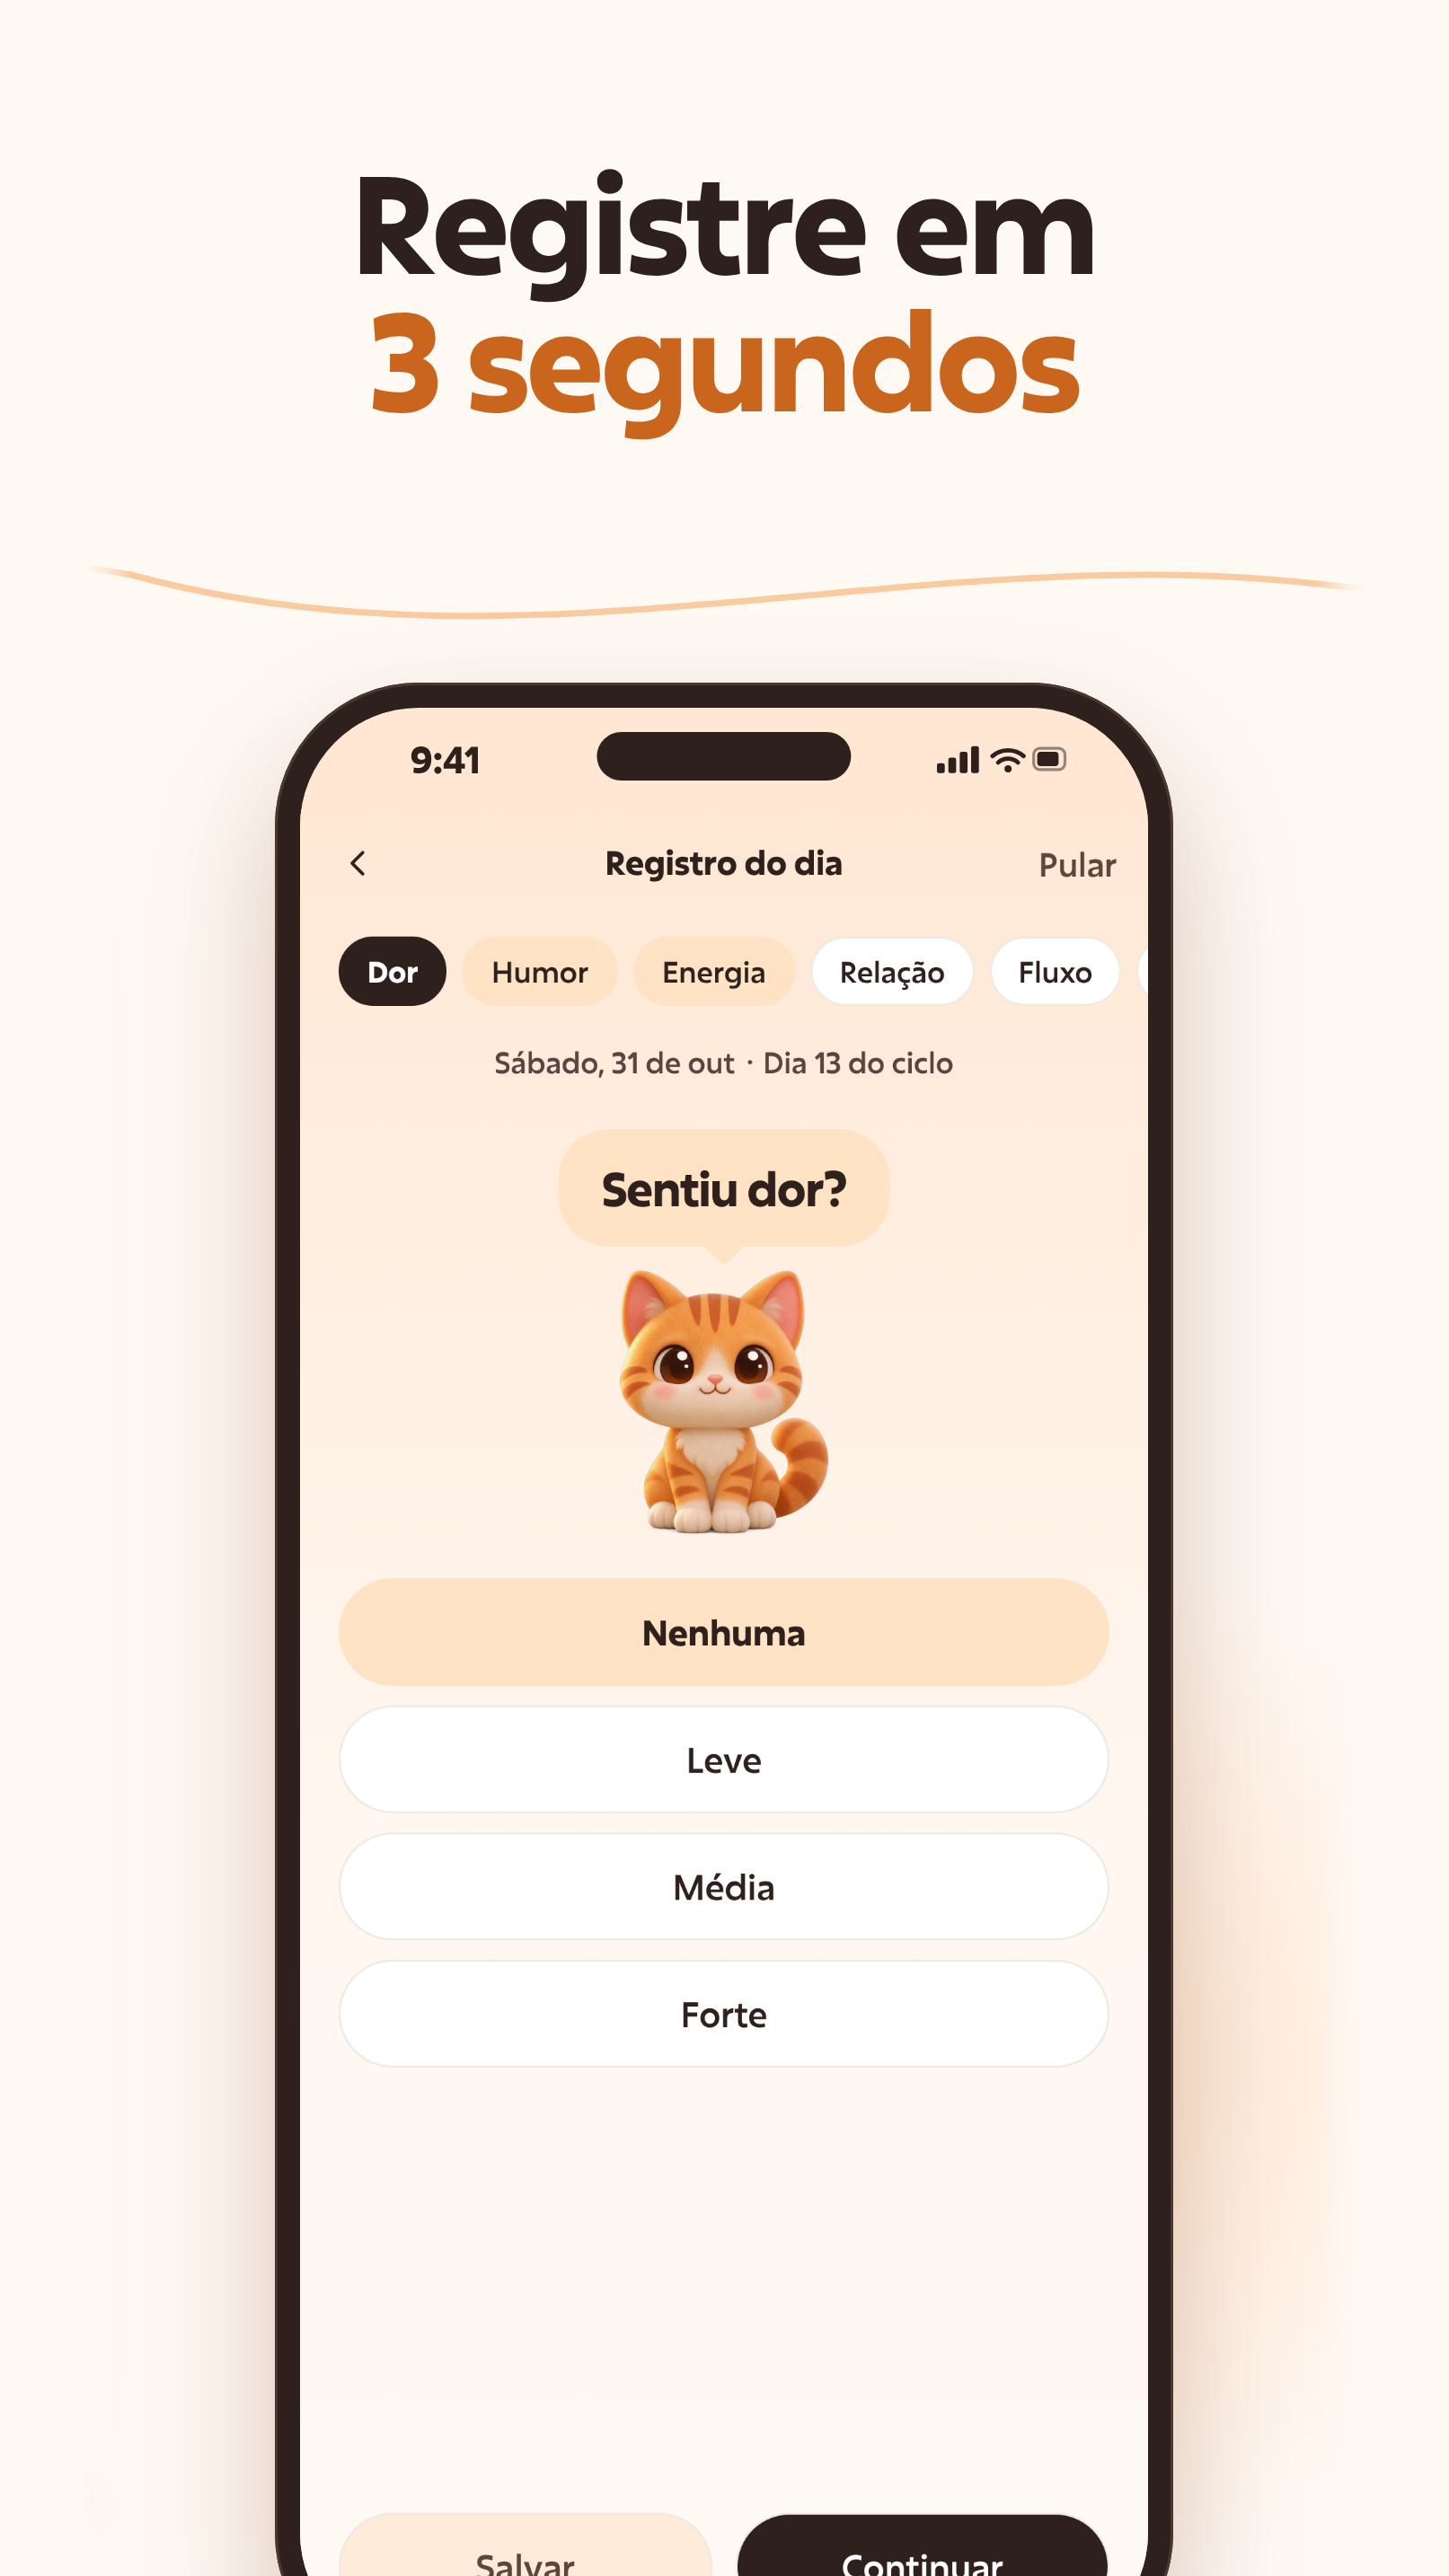 Registre em
3 segundos
9:41
Registro do dia
Pular
Dor
Humor
Energia
Relação
Fluxo
Sábado, 31 de out · Dia 13 do ciclo
Sentiu dor?
Nenhuma
Leve
Média
Forte
Salvar
Continuar